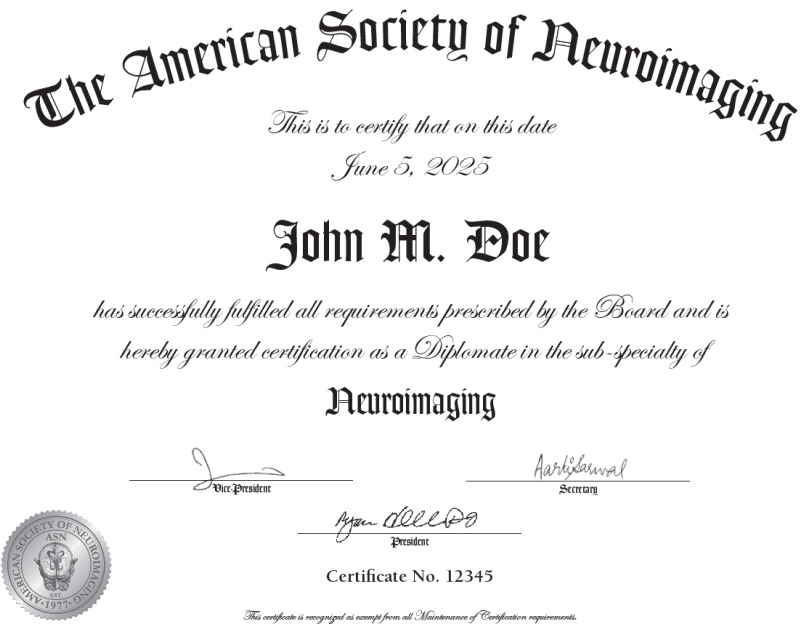 The American Society of Neuroimaging
This is to certify that on this date
June 5, 2025
John M. Doe
has successfully fulfilled all requirements prescribed by the Board and is
hereby granted certification as a Diplomate in the sub-specialty of
Neuroimaging
Aarti Sarwal
Vice-President
Secretary
President
AMERICAN SOCIETY OF NEUROIMAGING
ASN
EST.
•1977•
Certificate No. 12345
This certificate is recognized as exempt from all Maintenance of Certification requirements.